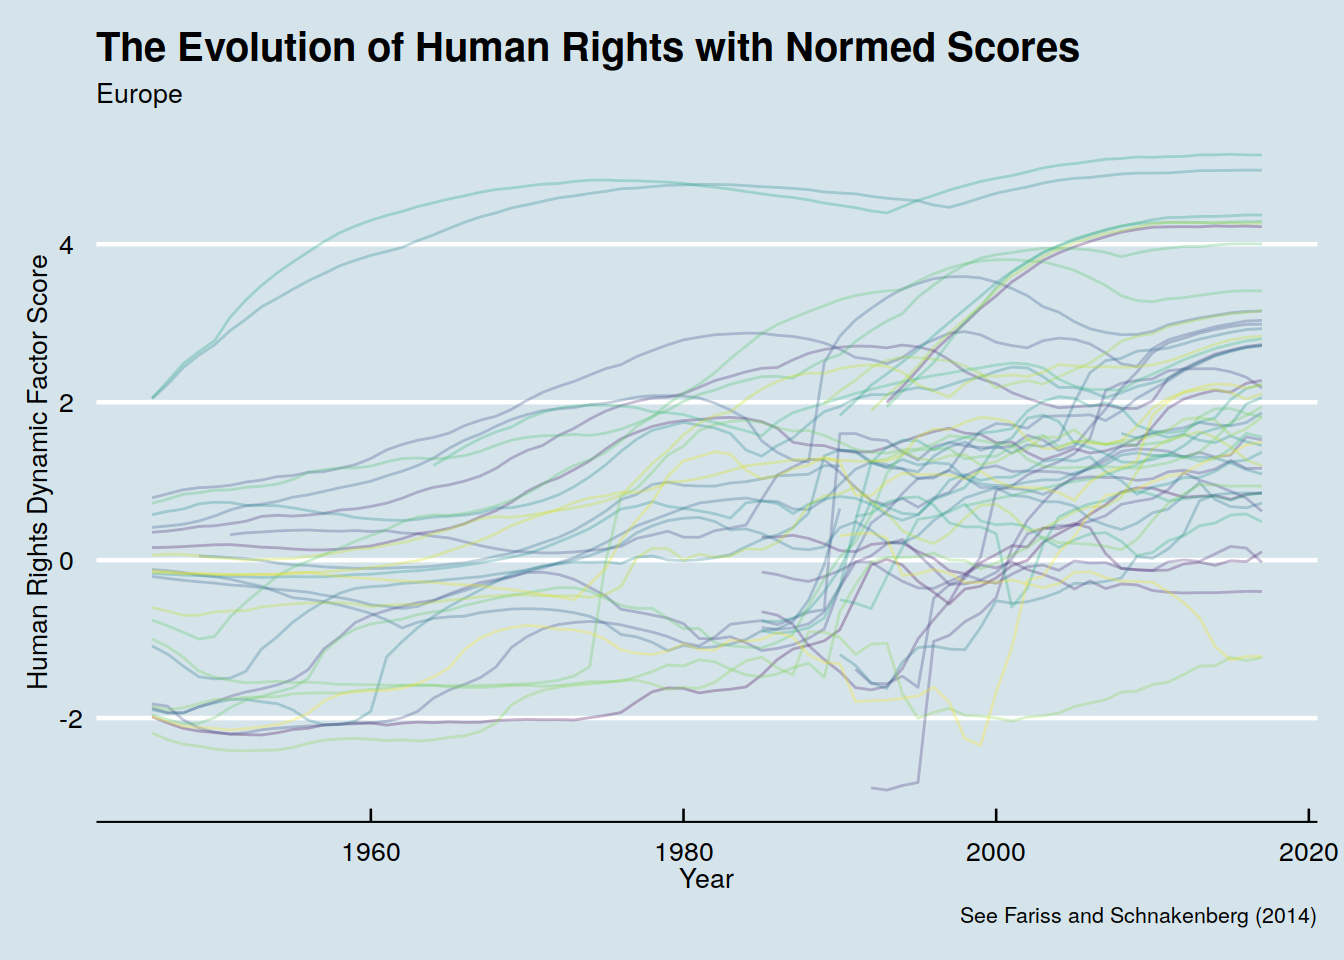 The Evolution of Human Rights with Normed Scores
Europe
Human Rights Dynamic Factor Score
4
2
0
-2
1960
1980
2000
2020
Year
See Fariss and Schnakenberg (2014)